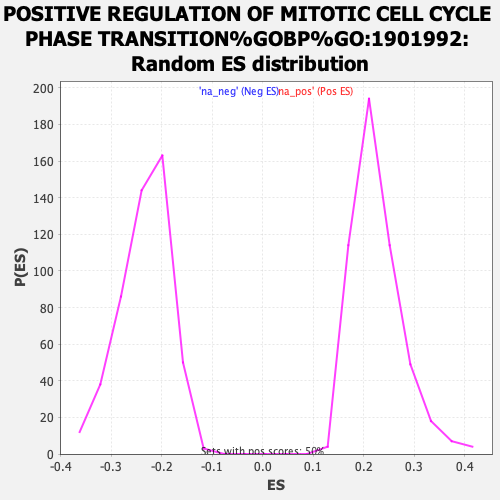 POSITIVE REGULATION OF MITOTIC CELL CYCLE
PHASE TRANSITION%GOBP%GO:1901992:
Random ES distribution
'na_neg' (Neg ES)
na_pos' (Pos ES)
200
180
160
140
120
100
80
60
40
20
0
P(ES)
Sets with pos scores: 50%
-0.4 -0.3 -0.2 -0.1 0.0 0.1 0.2 0.3 0.4
ES